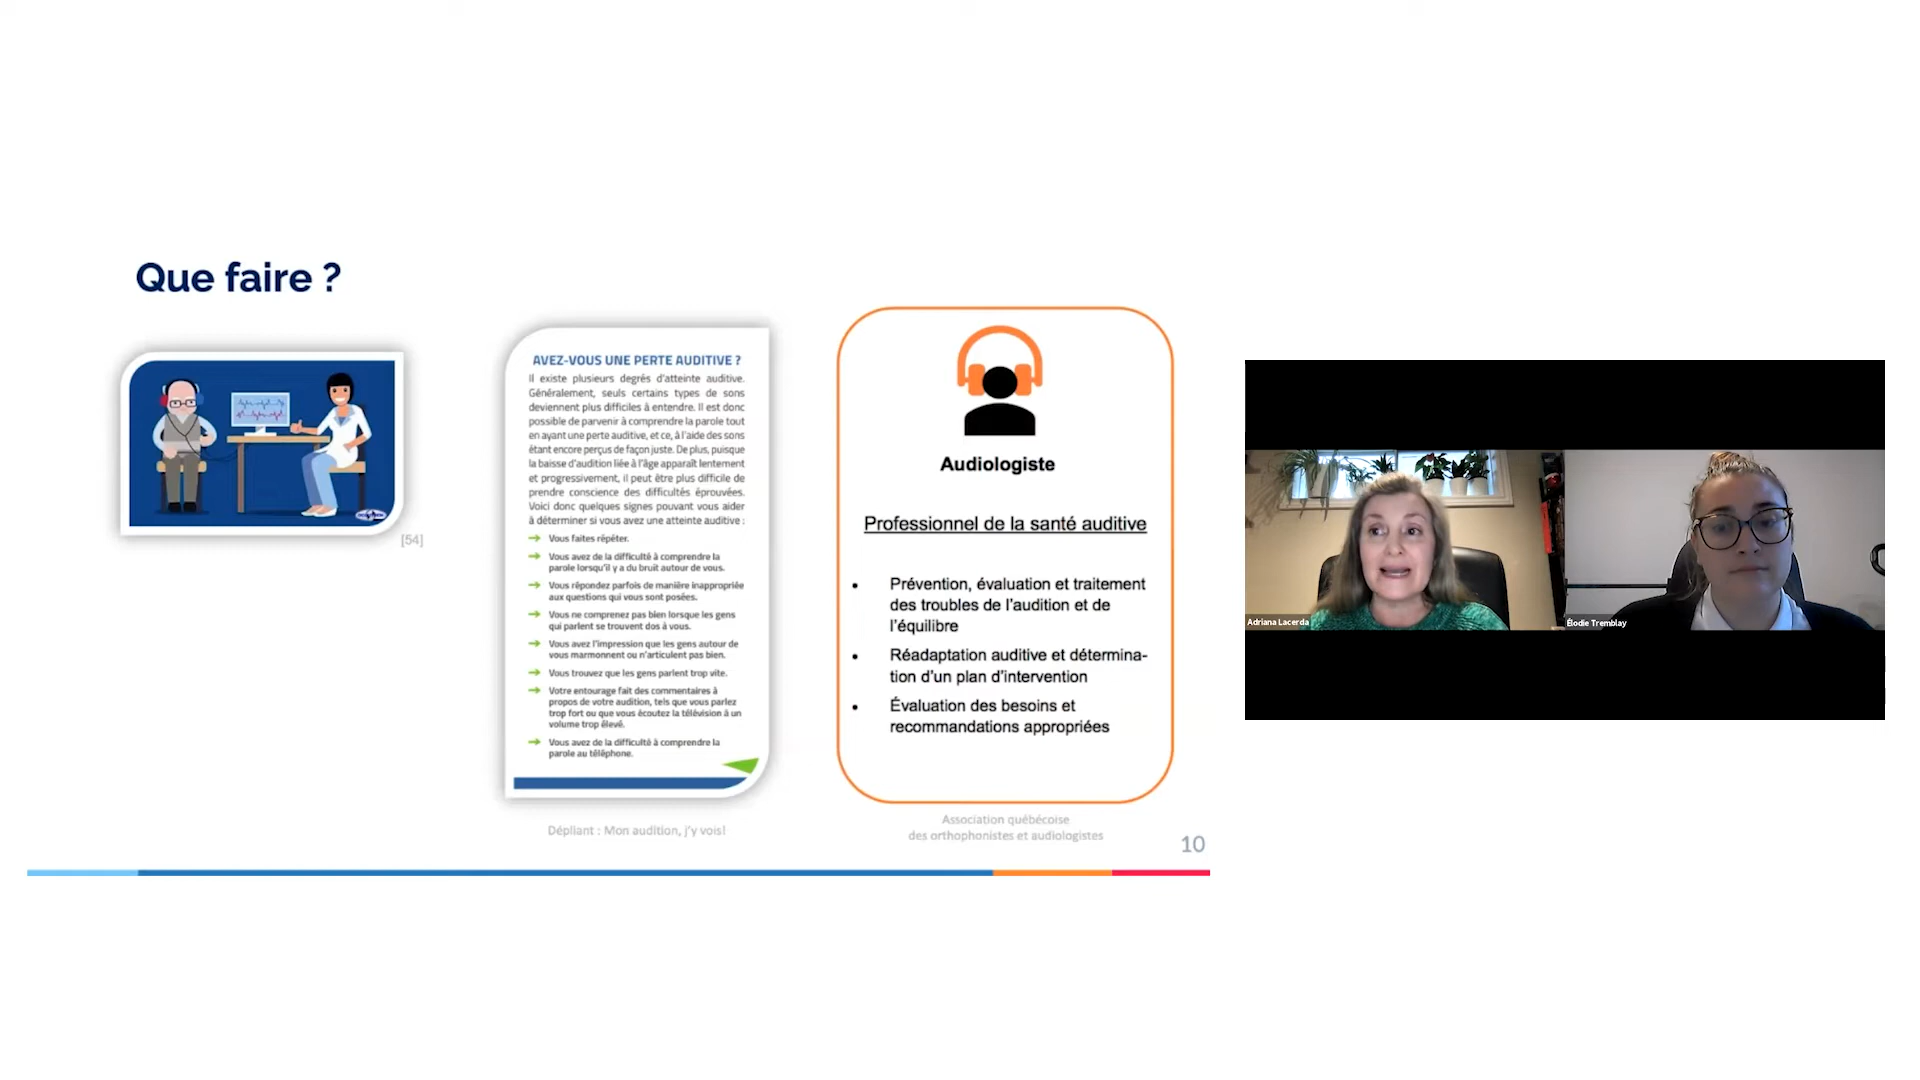 Que faire ?
[54]
AVEZ-VOUS UNE PERTE AUDITIVE ?
Il existe plusieurs degrés d'atteinte auditive.
Généralement, seuls certains types de sons
deviennent plus difficiles à entendre. Il est donc
possible de parvenir à comprendre la parole tout
en ayant une perte auditive, et ce, à l'aide des sons
étant encore perçus de façon juste. De plus, puisque
la baisse d'audition liée à l'âge apparaît lentement
et progressivement, il peut être plus difficile de
prendre conscience des difficultés éprouvées.
Voici donc quelques signes pouvant vous aider
à déterminer si vous avez une atteinte auditive :
Vous faites répéter.
Vous avez de la difficulté à comprendre la
parole lorsqu'il y a du bruit autour de vous.
Vous répondez parfois de manière inappropriée
aux questions qui vous sont posées.
Vous ne comprenez pas bien lorsque les gens
qui parlent se trouvent dos à vous.
Vous avez l'impression que les gens autour de
vous marmonnent ou n'articulent pas bien.
Vous trouvez que les gens parlent trop vite.
Votre entourage fait des commentaires à
propos de votre audition, tels que vous parlez
trop fort ou que vous écoutez la télévision à un
volume trop élevé.
Vous avez de la difficulté à comprendre la
parole au téléphone.
Dépliant : Mon audition, j'y vois!
Audiologiste
Professionnel de la santé auditive
• Prévention, évaluation et traitement
des troubles de l'audition et de
l'équilibre
• Réadaptation auditive et détermina-
tion d'un plan d'intervention
• Évaluation des besoins et
recommandations appropriées
Association québécoise
des orthophonistes et audiologistes
10
Adriana Lacerda
Élodie Tremblay